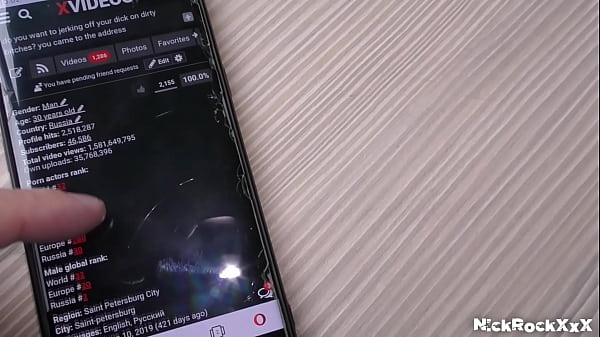 XVIDEOS
do you want to jerking off your dick on dirty
bitches? you came to the address
Videos 1,286 Photos Favorites
Edit
You have pending friend requests
2,155 100.0%
Gender: Man
Age: 30 years old
Country: Russia
Profile hits: 2,518,287
Subscribers: 46,586
Total video views: 1,581,649,795
Own uploads: 35,768,396
Porn actors rank:
Europe #
Russia #
Male global rank:
World #
Europe #
Russia #
Region: Saint Petersburg City
City: Saint-petersburg
English, Русский
10, 2019 (421 days ago)
NickRockXxX